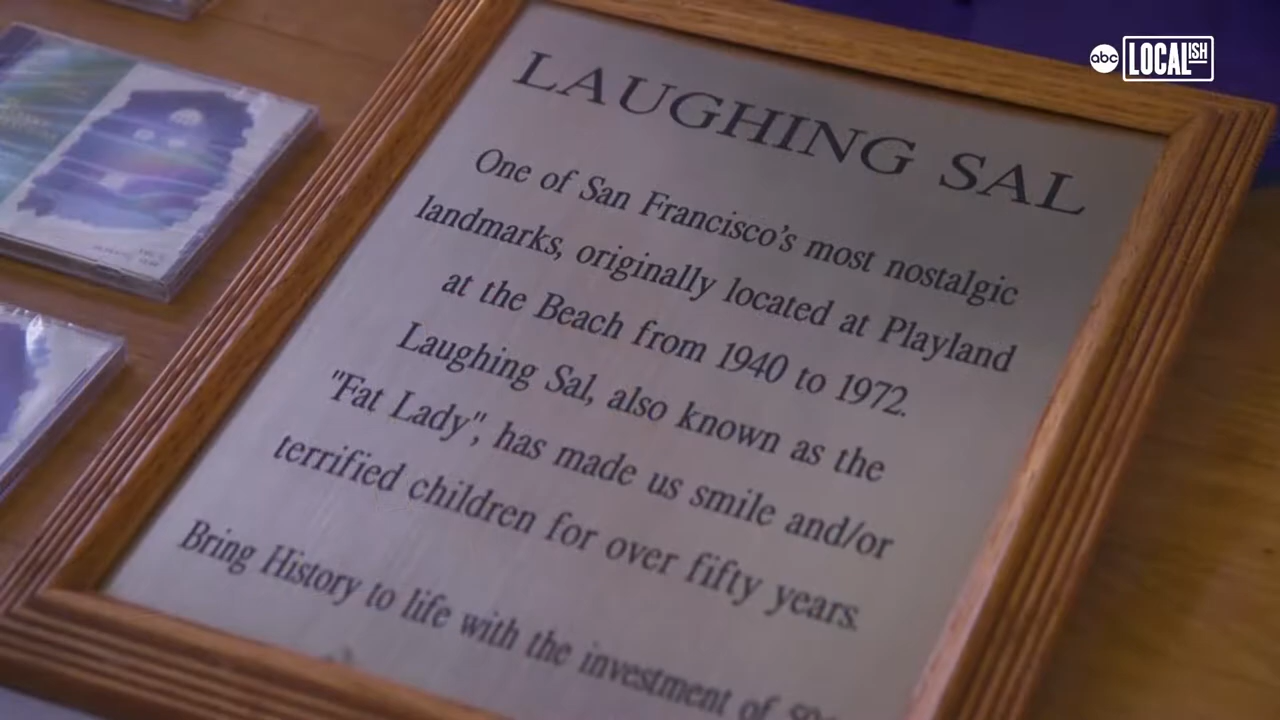 abc LOCALISH
LAUGHING SAL
One of San Francisco's most nostalgic
landmarks, originally located at Playland
at the Beach from 1940 to 1972.
Laughing Sal, also known as the
"Fat Lady", has made us smile and/or
terrified children for over fifty years.
Bring History to life with the investment of